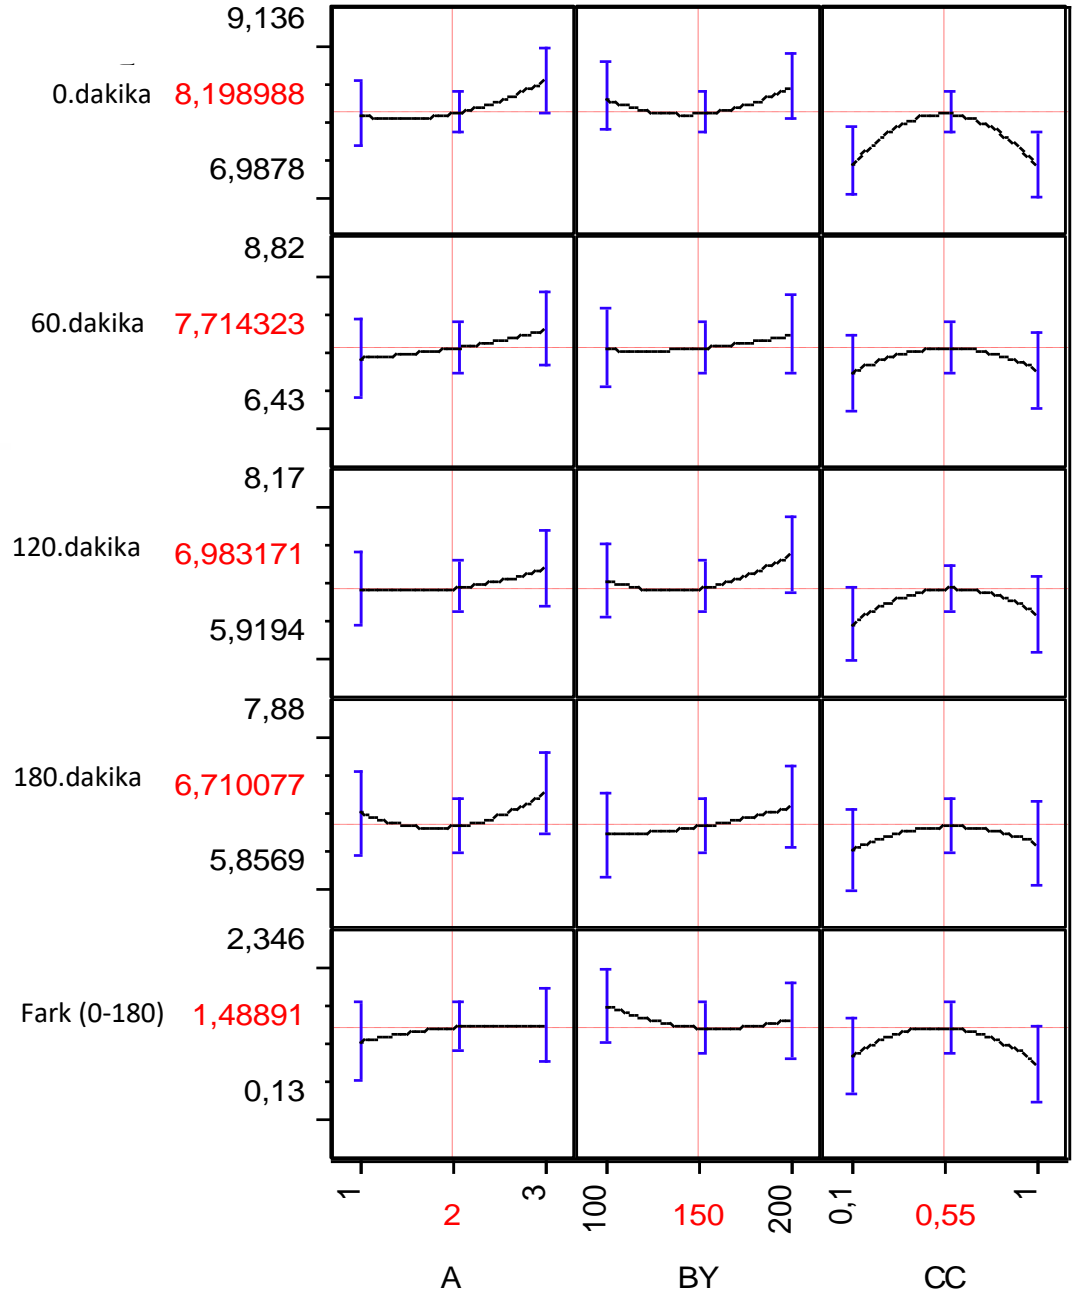 9,136
0.dakika 8,198988
6,9878
8,82
60.dakika 7,714323
6,43
8,17
120.dakika 6,983171
5,9194
7,88
180.dakika 6,710077
5,8569
2,346
Fark (0-180) 1,48891
0,13
1 2 3 100 150 200 0,1 0,55 1
A BY CC